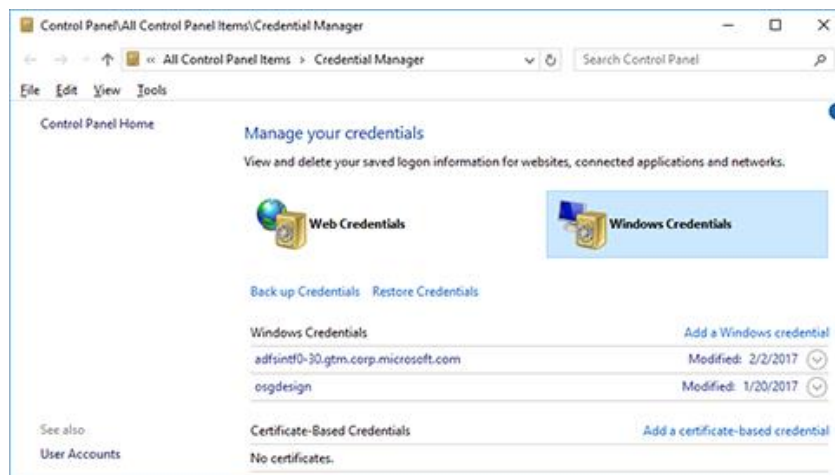 Control Panel\All Control Panel Items\Credential Manager
« All Control Panel Items > Credential Manager
Search Control Panel
File Edit View Tools
Control Panel Home
Manage your credentials
View and delete your saved logon information for websites, connected applications and networks.
Web Credentials
Windows Credentials
Back up Credentials Restore Credentials
Windows Credentials Add a Windows credential
adfsintf0-30.gtm.corp.microsoft.com Modified: 2/2/2017
osgdesign Modified: 1/20/2017
See also
User Accounts
Certificate-Based Credentials Add a certificate-based credential
No certificates.